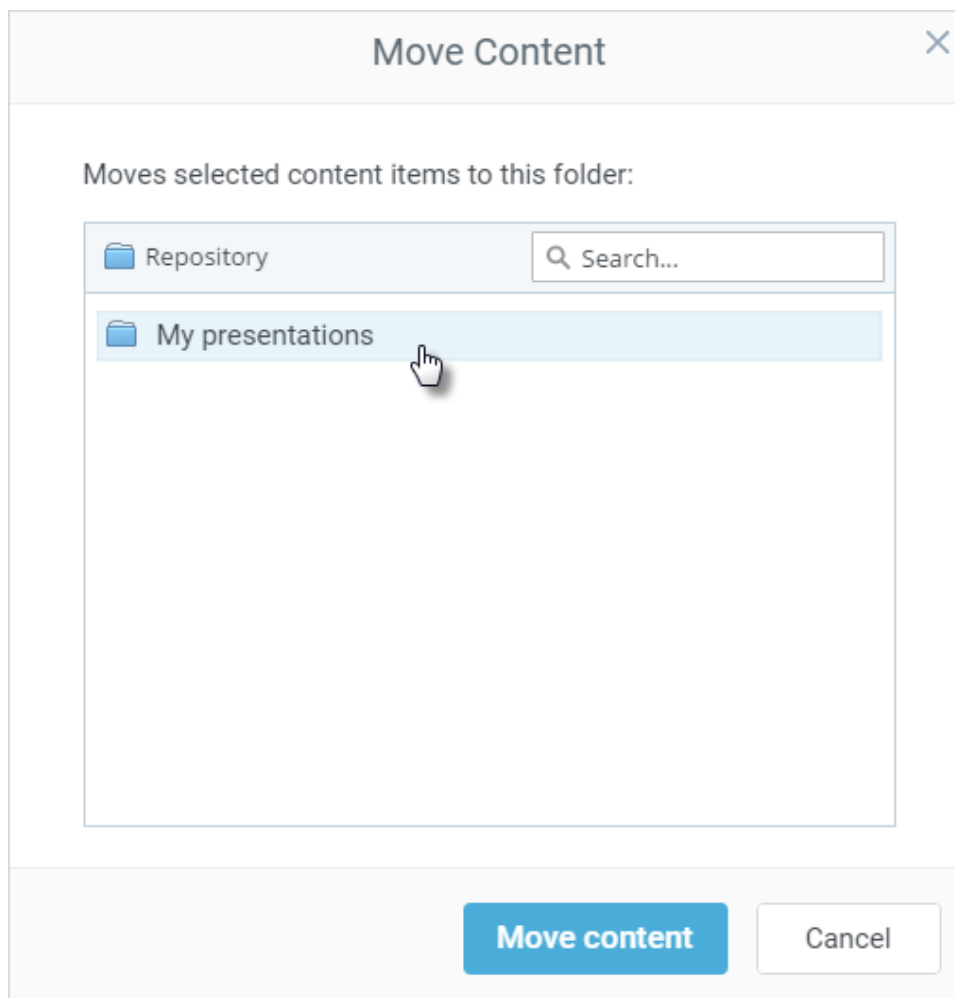 Move Content
Moves selected content items to this folder:
Repository
Search...
My presentations
Move content
Cancel